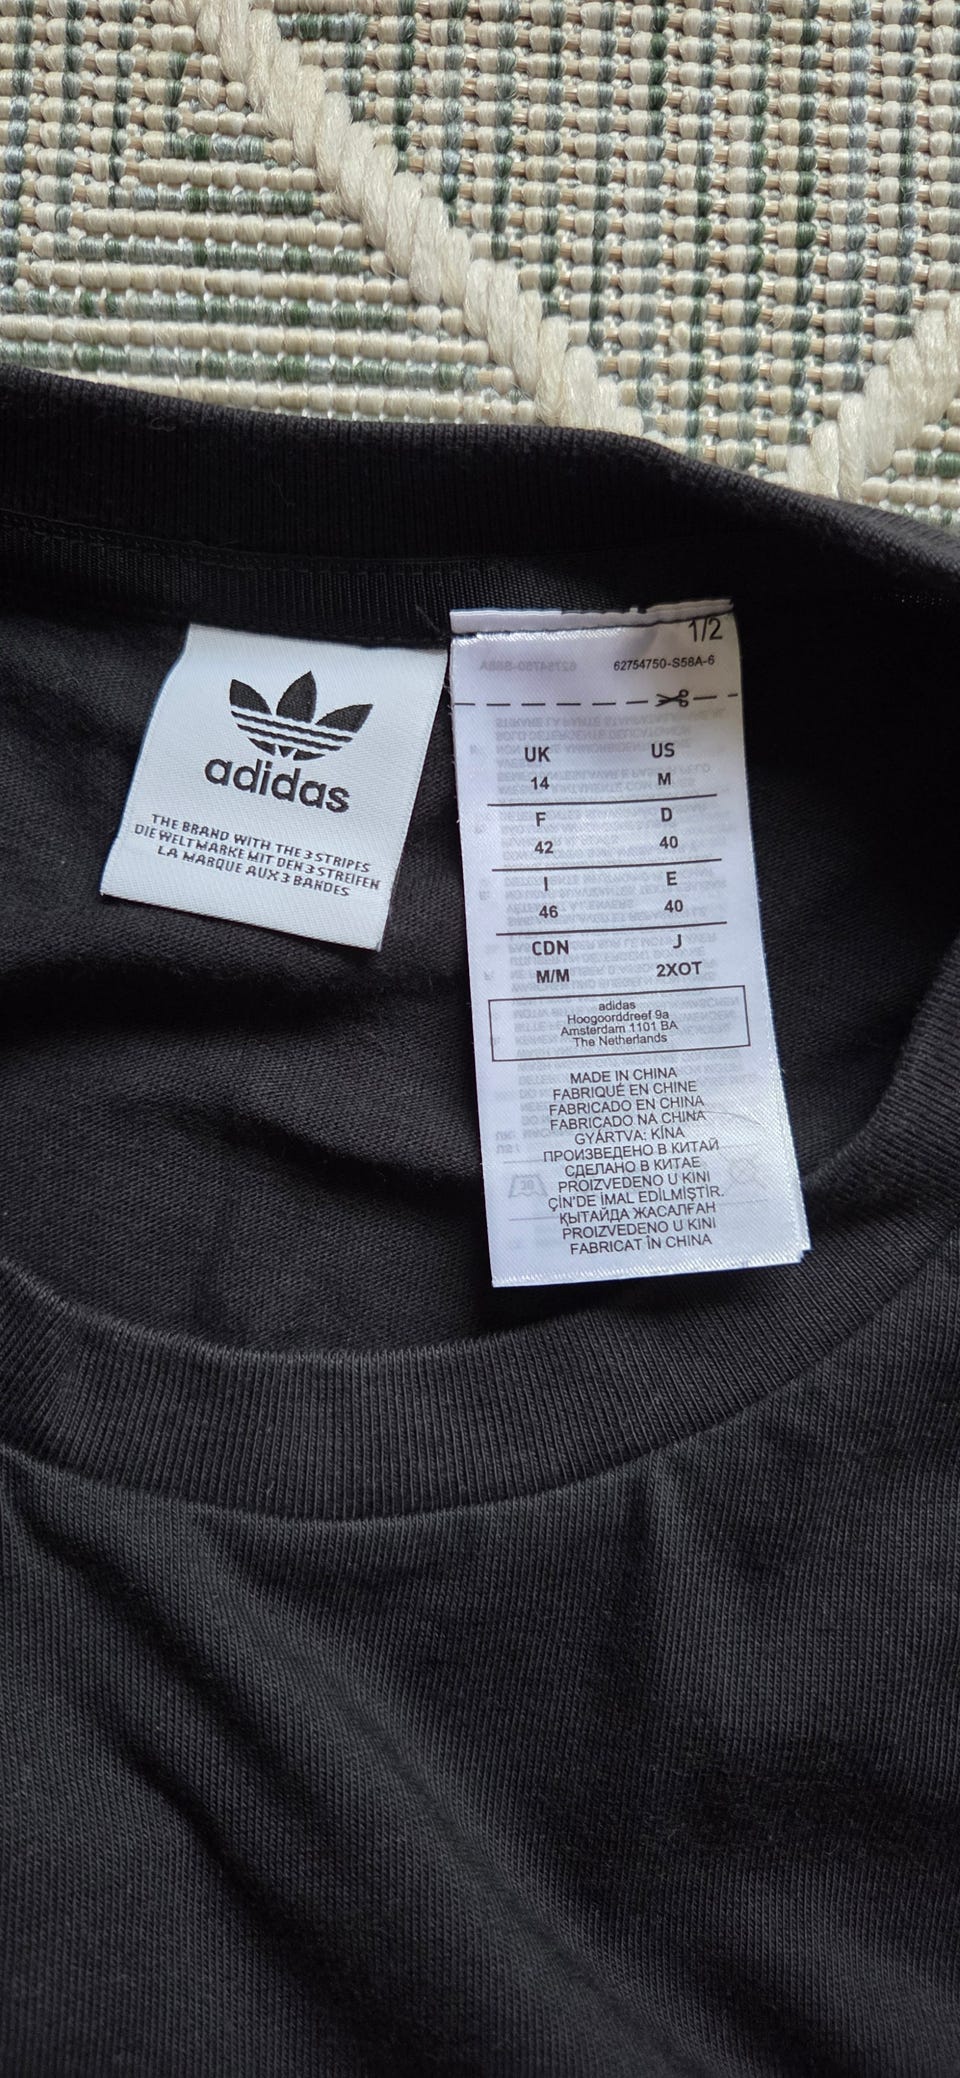 adidas
THE BRAND WITH THE 3 STRIPES
DIE WELTMARKE MIT DEN 3 STREIFEN
LA MARQUE AUX 3 BANDES
1/2
62754750-S58A-6
UK US
14 M
F D
42 40
I E
46 40
CDN J
M/M 2XOT
adidas
Hoogoorddreef 9a
Amsterdam 1101 BA
The Netherlands
MADE IN CHINA
FABRIQUÉ EN CHINE
FABRICADO EN CHINA
FABRICADO NA CHINA
GYÁRTVA: KÍNA
ПРОИЗВЕДЕНО В КИТАЙ
СДЕЛАНО В КИТАЕ
PROIZVEDENO U KINI
ÇİN'DE İMAL EDİLMİŞTİR.
ҚЫТАЙДА ЖАСАЛҒАН
PROIZVEDENO U KINI
FABRICAT ÎN CHINA